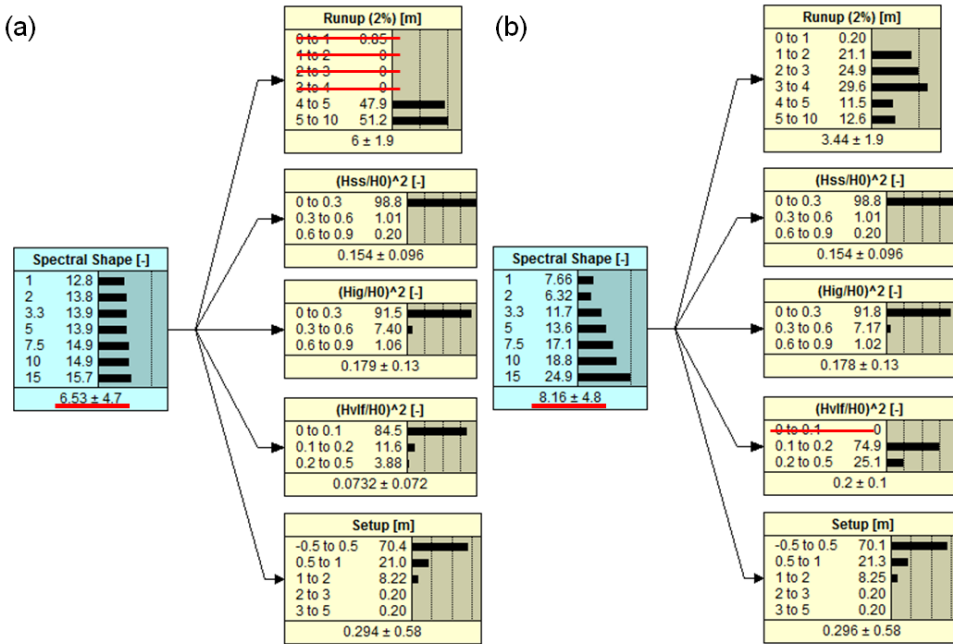 (a)
Runup (2%) [m]
0 to 1 0.85
1 to 2 0
2 to 3 0
3 to 4 0
4 to 5 47.9
5 to 10 51.2
6 ± 1.9
(Hss/H0)^2 [-]
0 to 0.3 98.8
0.3 to 0.6 1.01
0.6 to 0.9 0.20
0.154 ± 0.096
Spectral Shape [-]
1 12.8
2 13.8
3.3 13.9
5 13.9
7.5 14.9
10 14.9
15 15.7
6.53 ± 4.7
(Hig/H0)^2 [-]
0 to 0.3 91.5
0.3 to 0.6 7.40
0.6 to 0.9 1.06
0.179 ± 0.13
(Hvlf/H0)^2 [-]
0 to 0.1 84.5
0.1 to 0.2 11.6
0.2 to 0.5 3.88
0.0732 ± 0.072
Setup [m]
-0.5 to 0.5 70.4
0.5 to 1 21.0
1 to 2 8.22
2 to 3 0.20
3 to 5 0.20
0.294 ± 0.58
(b)
Runup (2%) [m]
0 to 1 0.20
1 to 2 21.1
2 to 3 24.9
3 to 4 29.6
4 to 5 11.5
5 to 10 12.6
3.44 ± 1.9
(Hss/H0)^2 [-]
0 to 0.3 98.8
0.3 to 0.6 1.01
0.6 to 0.9 0.20
0.154 ± 0.096
Spectral Shape [-]
1 7.66
2 6.32
3.3 11.7
5 13.6
7.5 17.1
10 18.8
15 24.9
8.16 ± 4.8
(Hig/H0)^2 [-]
0 to 0.3 91.8
0.3 to 0.6 7.17
0.6 to 0.9 1.02
0.178 ± 0.13
(Hvlf/H0)^2 [-]
0 to 0.1 0
0.1 to 0.2 74.9
0.2 to 0.5 25.1
0.2 ± 0.1
Setup [m]
-0.5 to 0.5 70.1
0.5 to 1 21.3
1 to 2 8.25
2 to 3 0.20
3 to 5 0.20
0.296 ± 0.58